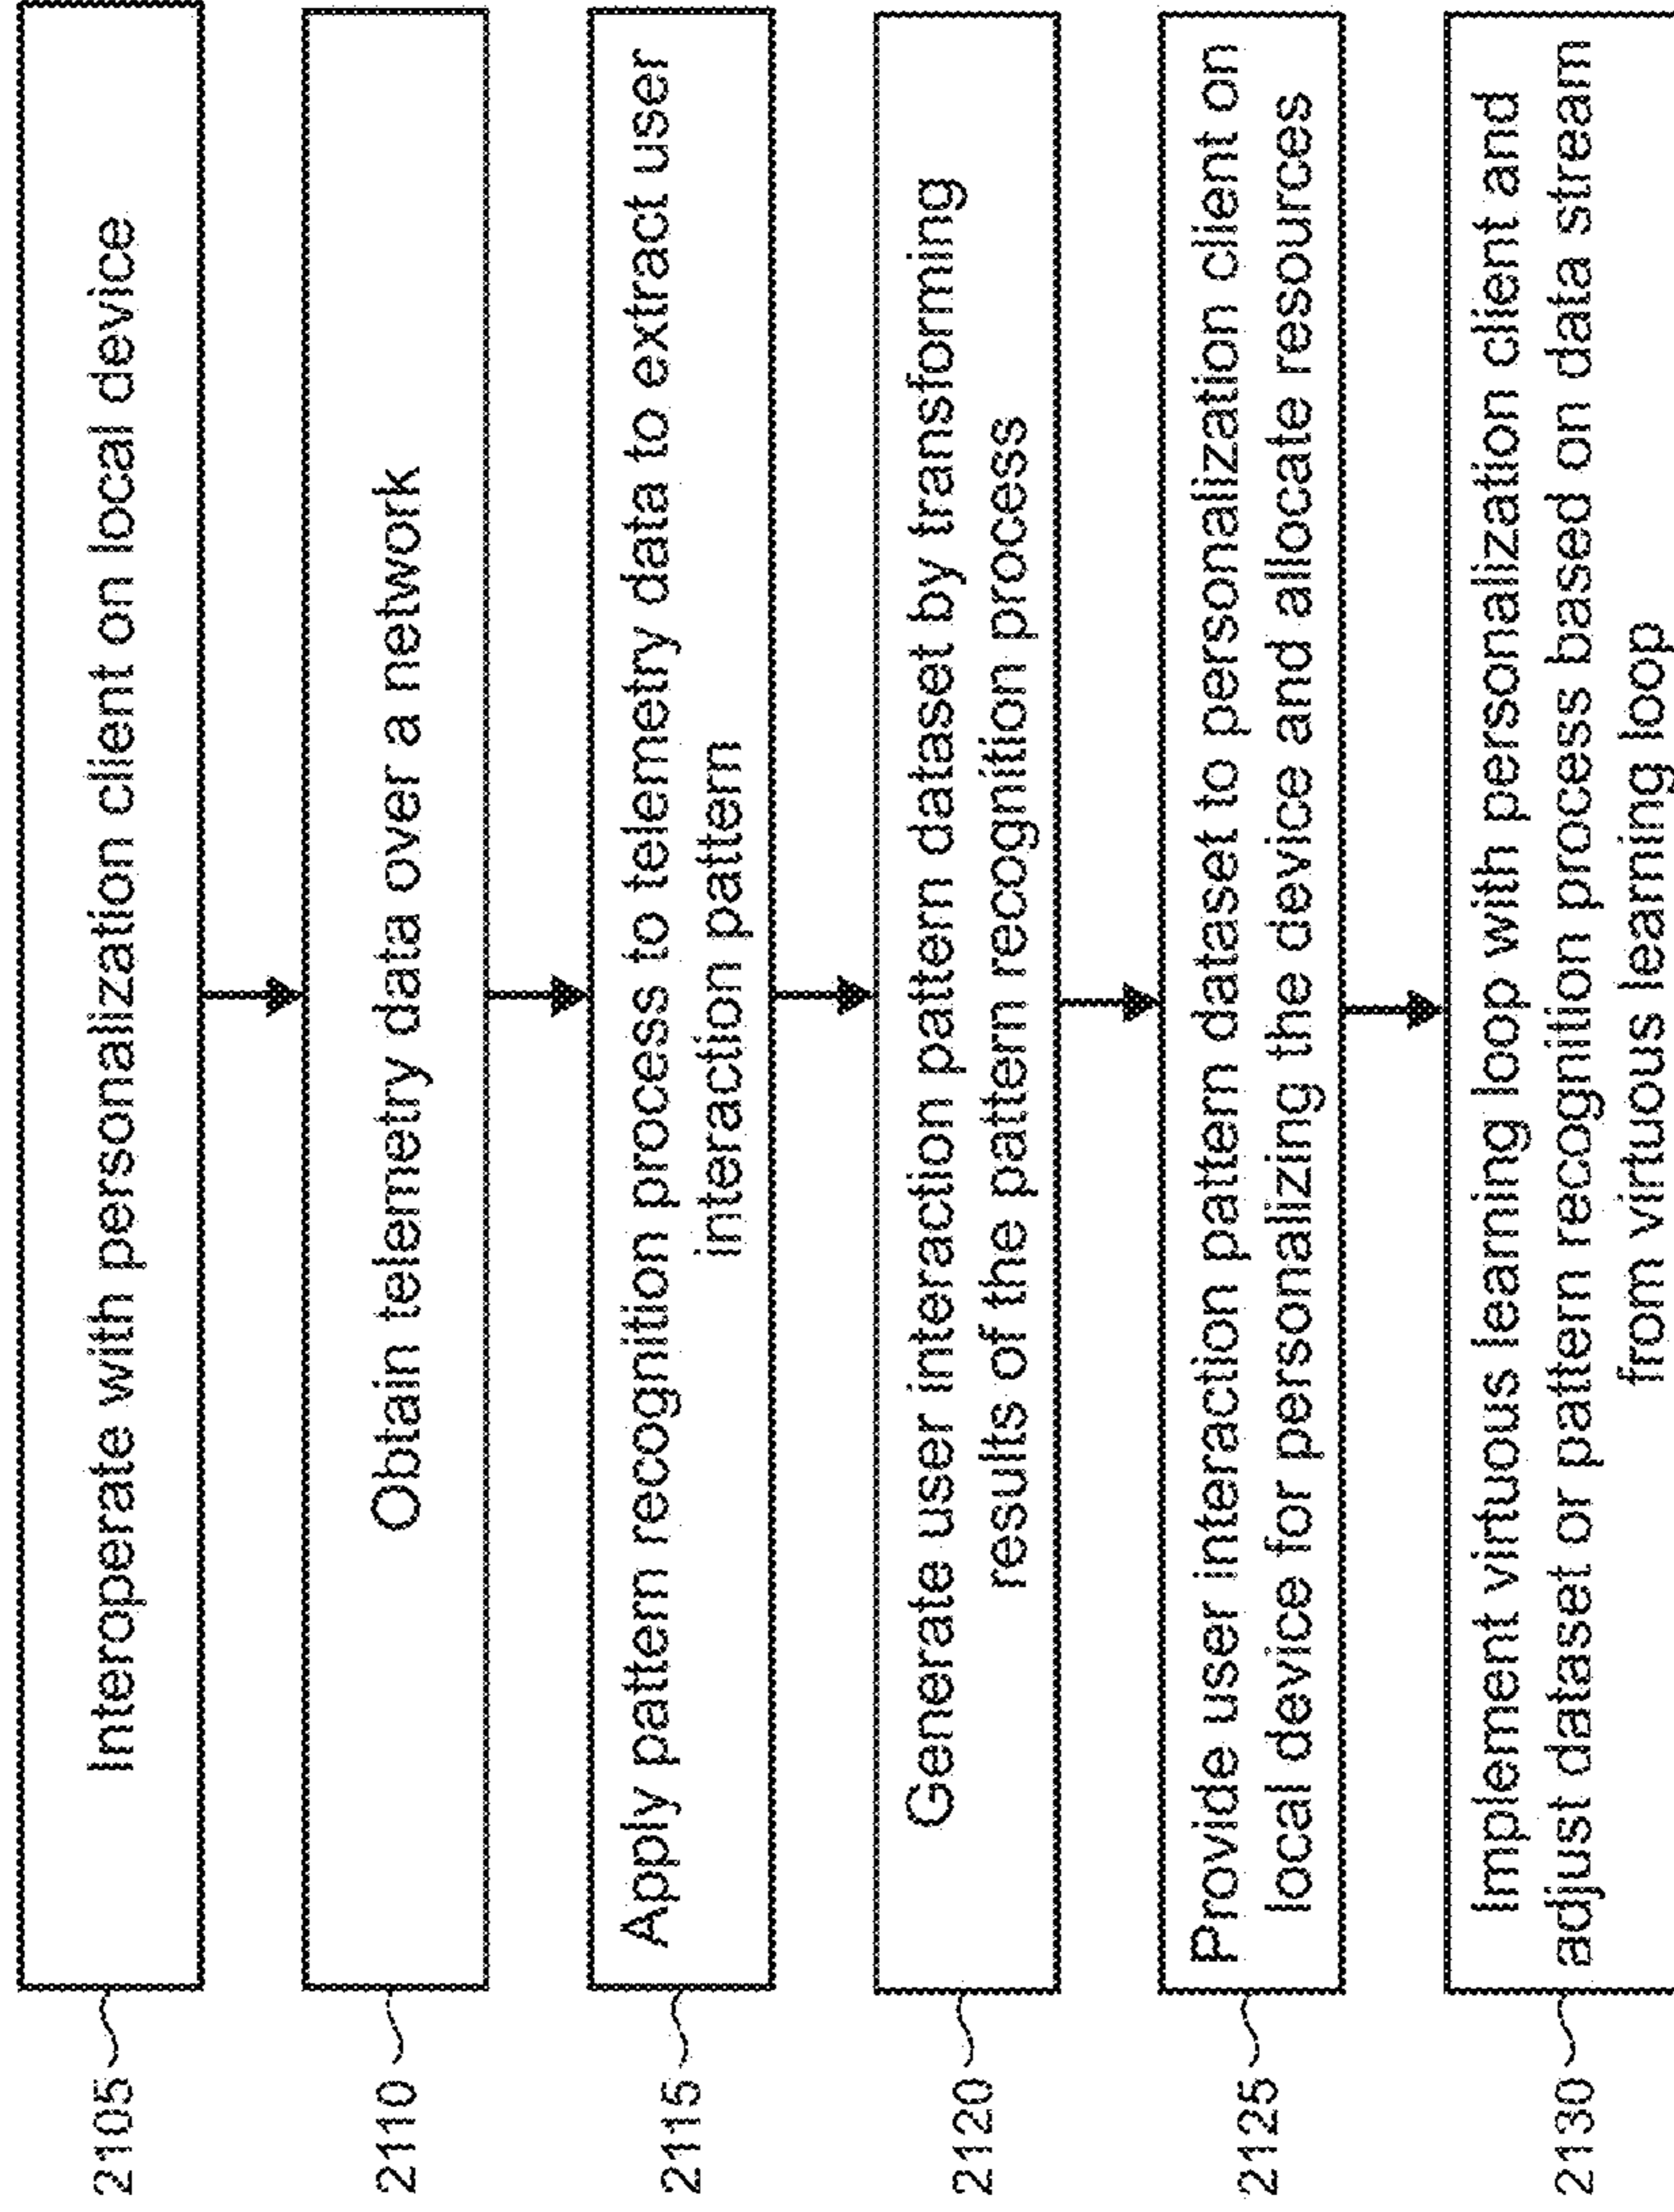 2105
Interoperate with personalization client on local device
2110
Obtain telemetry data over a network
2115
Apply pattern recognition process to telemetry data to extract user
interaction pattern
2120
Generate user interaction pattern dataset by transforming
results of the pattern recognition process
2125
Provide user interaction pattern dataset to personalization client on
local device for personalizing the device and allocate resources
2130
Implement virtuous learning loop with personalization client and
adjust dataset or pattern recognition process based on data stream
from virtuous learning loop